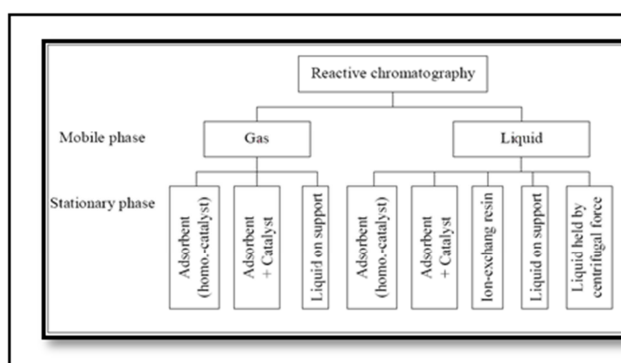 Reactive chromatography
Mobile phase
Gas
Liquid
Stationary phase
Adsorbent
(homo.-catalyst)
Adsorbent
+ Catalyst
Liquid on support
Adsorbent
(homo.-catalyst)
Adsorbent
+ Catalyst
Ion-exchang resin
Liquid on support
Liquid held by
centrifugal force